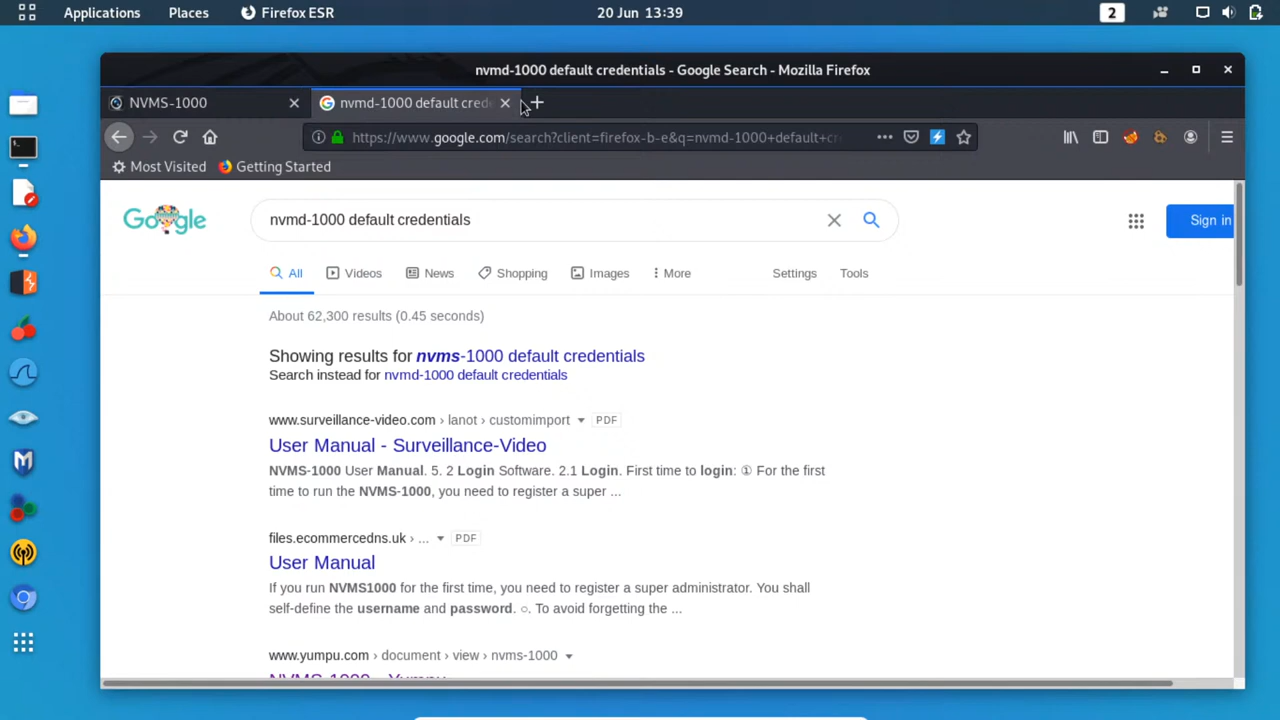 Applications Places Firefox ESR 20 Jun 13:39 2
nvmd-1000 default credentials - Google Search - Mozilla Firefox
NVMS-1000 nvmd-1000 default cred
https://www.google.com/search?client=firefox-b-e&q=nvmd-1000+default+cr
Most Visited Getting Started
Google nvmd-1000 default credentials Sign in
All Videos News Shopping Images More Settings Tools
About 62,300 results (0.45 seconds)
Showing results for nvms-1000 default credentials
Search instead for nvmd-1000 default credentials
www.surveillance-video.com › lanot › customimport PDF
User Manual - Surveillance-Video
NVMS-1000 User Manual. 5. 2 Login Software. 2.1 Login. First time to login: ① For the first
time to run the NVMS-1000, you need to register a super ...
files.ecommercedns.uk › ... PDF
User Manual
If you run NVMS1000 for the first time, you need to register a super administrator. You shall
self-define the username and password. ○. To avoid forgetting the ...
www.yumpu.com › document › view › nvms-1000
NVMS-1000 - Yumpu